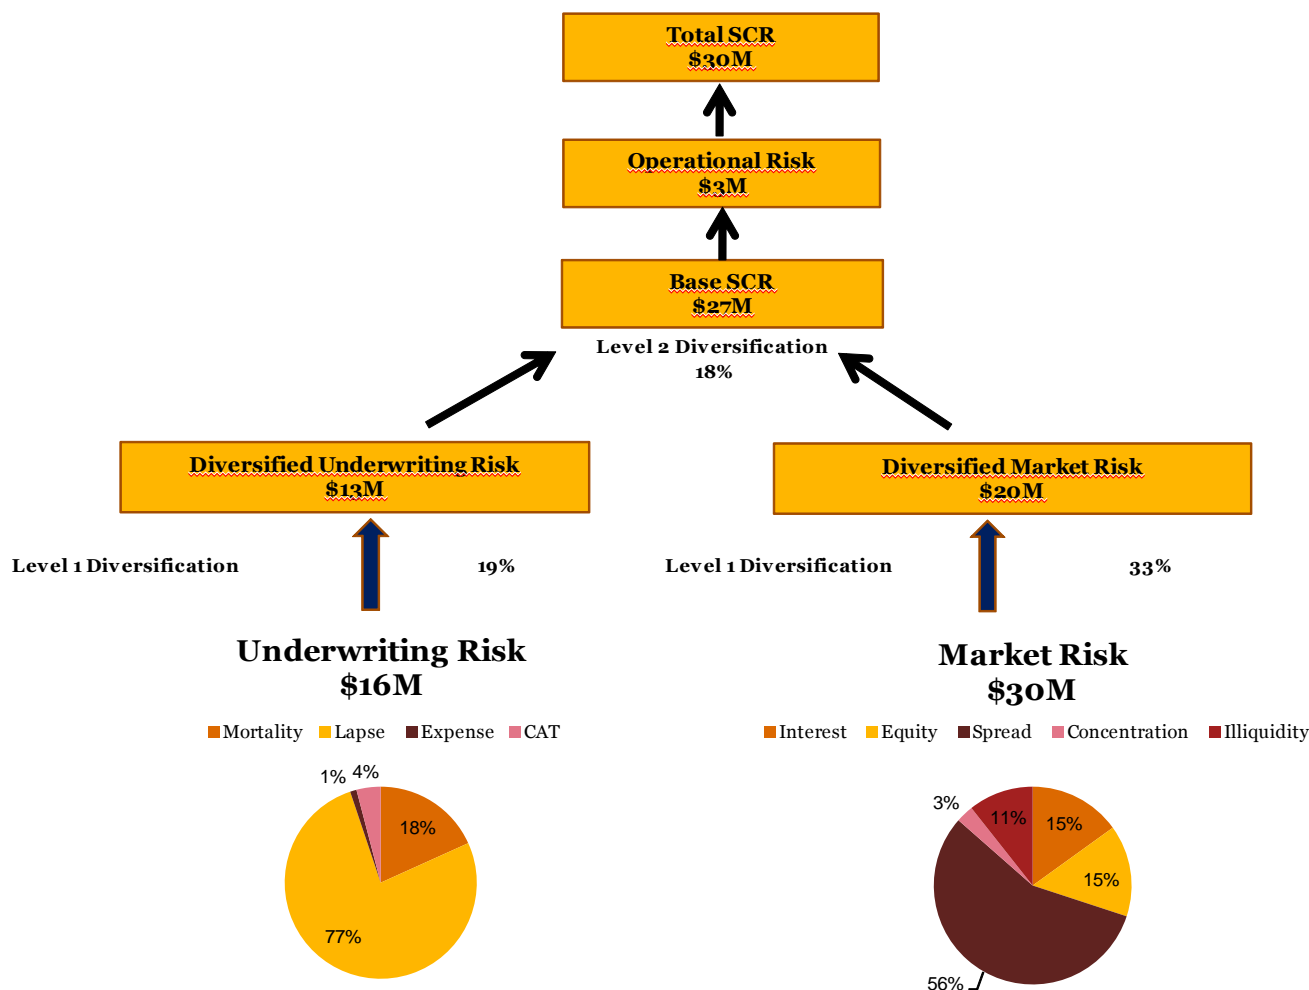 Total SCR
$30M
Operational Risk
$3M
Base SCR
$27M
Level 2 Diversification
18%
Diversified Underwriting Risk
$13M
Diversified Market Risk
$20M
Level 1 Diversification 19%
Level 1 Diversification 33%
Underwriting Risk
$16M
Market Risk
$30M
Mortality Lapse Expense CAT
Interest Equity Spread Concentration Illiquidity
1% 4%
18%
77%
3%
11% 15%
15%
56%